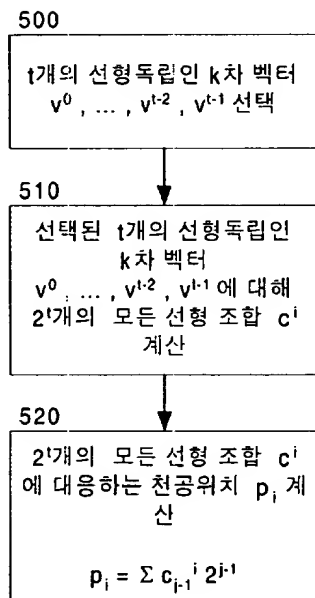 500
t개의 선형독립인 k차 벡터
v⁰ , ... , vᵗ⁻² , vᵗ⁻¹ 선택
510
선택된 t개의 선형독립인
k차 벡터
v⁰ , ... , vᵗ⁻² , vᵗ⁻¹ 에 대해
2ᵗ개의 모든 선형 조합 cⁱ
계산
520
2ᵗ개의 모든 선형 조합 cⁱ
에 대응하는 천공위치 pᵢ 계
산
pᵢ = Σ cⱼ₋₁ⁱ 2ʲ⁻¹